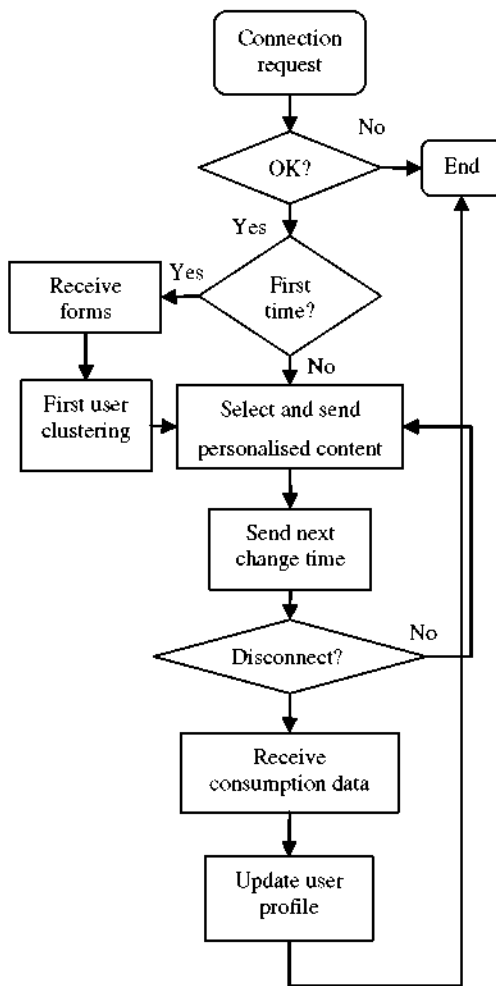 Connection
request
No
OK?
End
Yes
Yes
First
time?
Receive
forms
No
First user
clustering
Select and send
personalised content
Send next
change time
No
Disconnect?
Receive
consumption data
Update user
profile